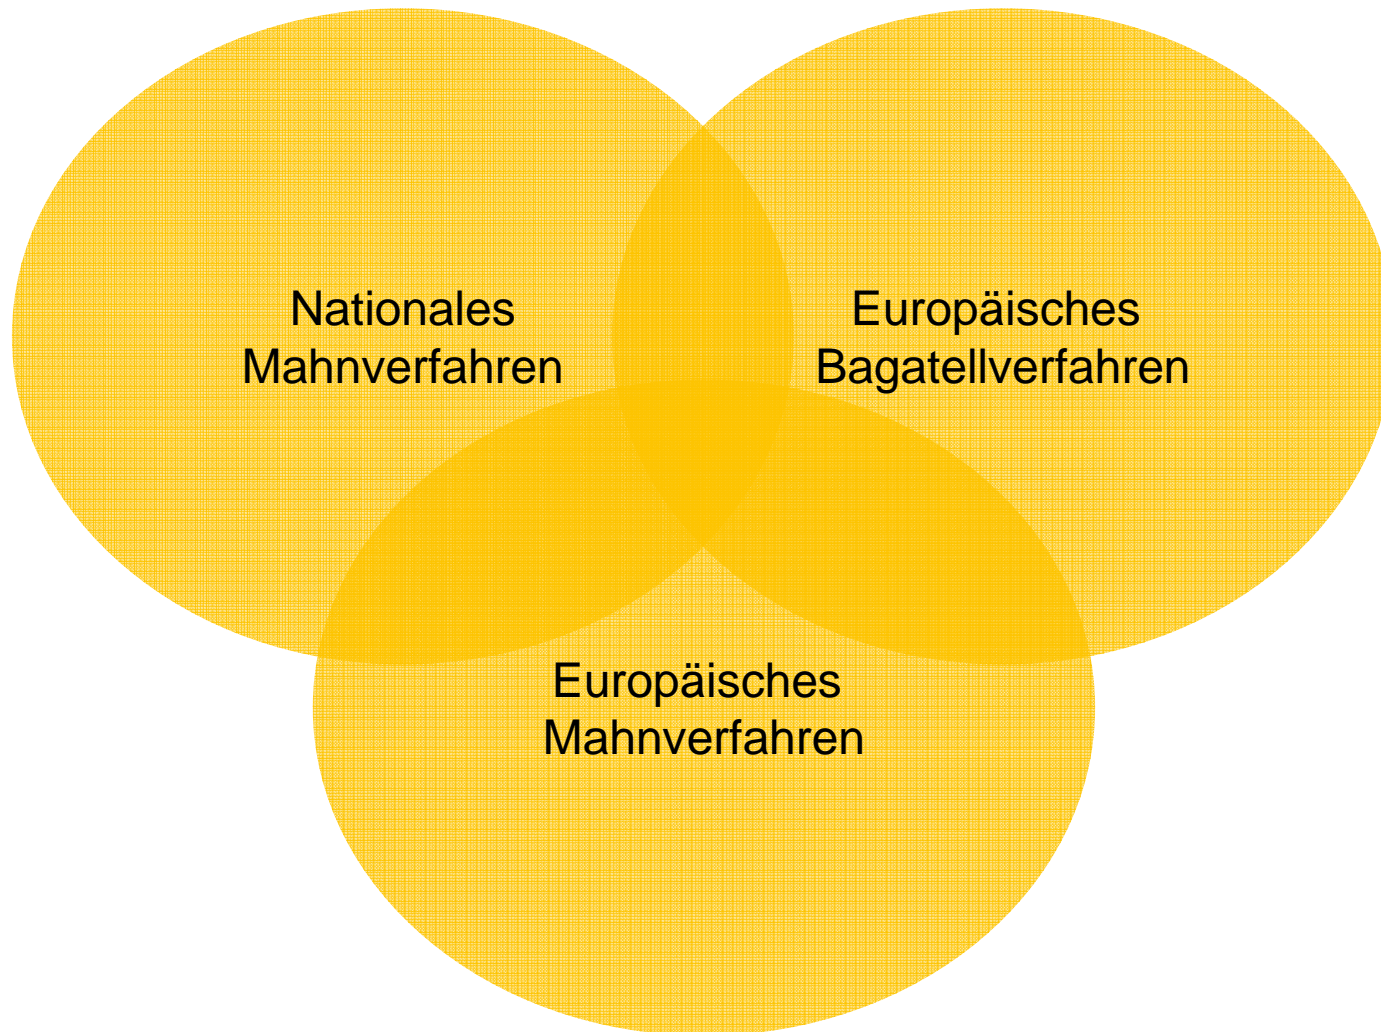 Nationales
Mahnverfahren
Europäisches
Bagatellverfahren
Europäisches
Mahnverfahren